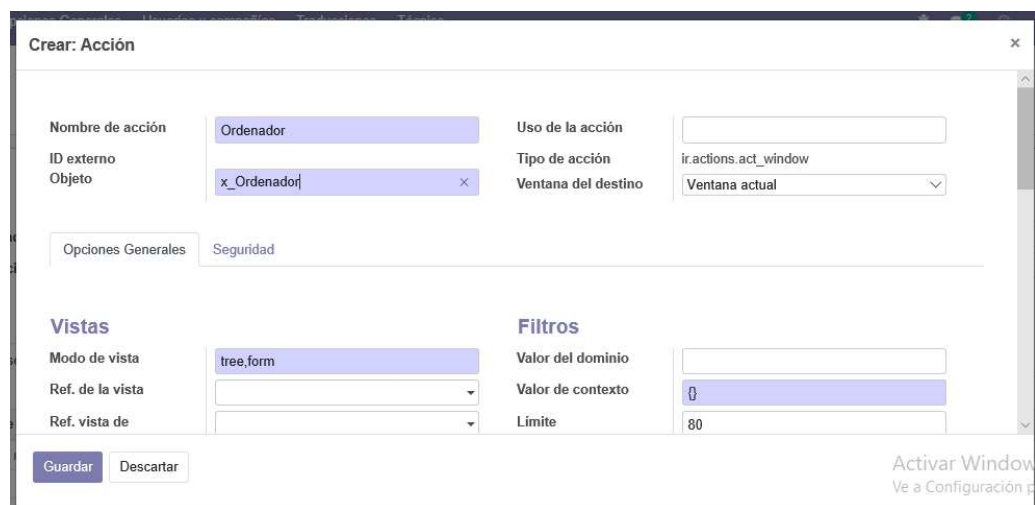 Crear: Acción ×
Nombre de acción Ordenador Uso de la acción
ID externo Tipo de acción ir.actions.act_window
Objeto x_Ordenador × Ventana del destino Ventana actual
Opciones Generales Seguridad
Vistas Filtros
Modo de vista tree,form Valor del dominio
Ref. de la vista Valor de contexto {}
Ref. vista de Límite 80
Guardar Descartar
Activar Window
Ve a Configuración p